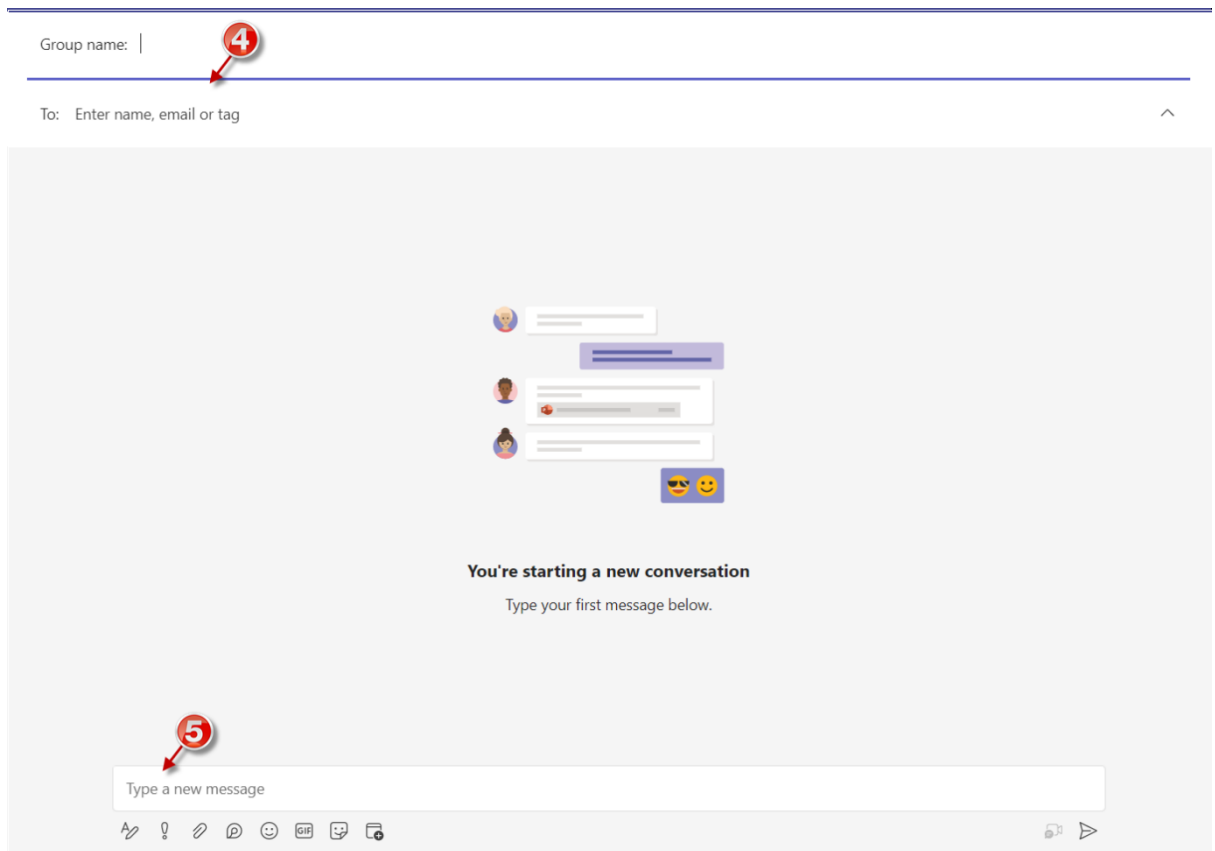 Group name:
4
To: Enter name, email or tag
You're starting a new conversation
Type your first message below.
5
Type a new message
GIF